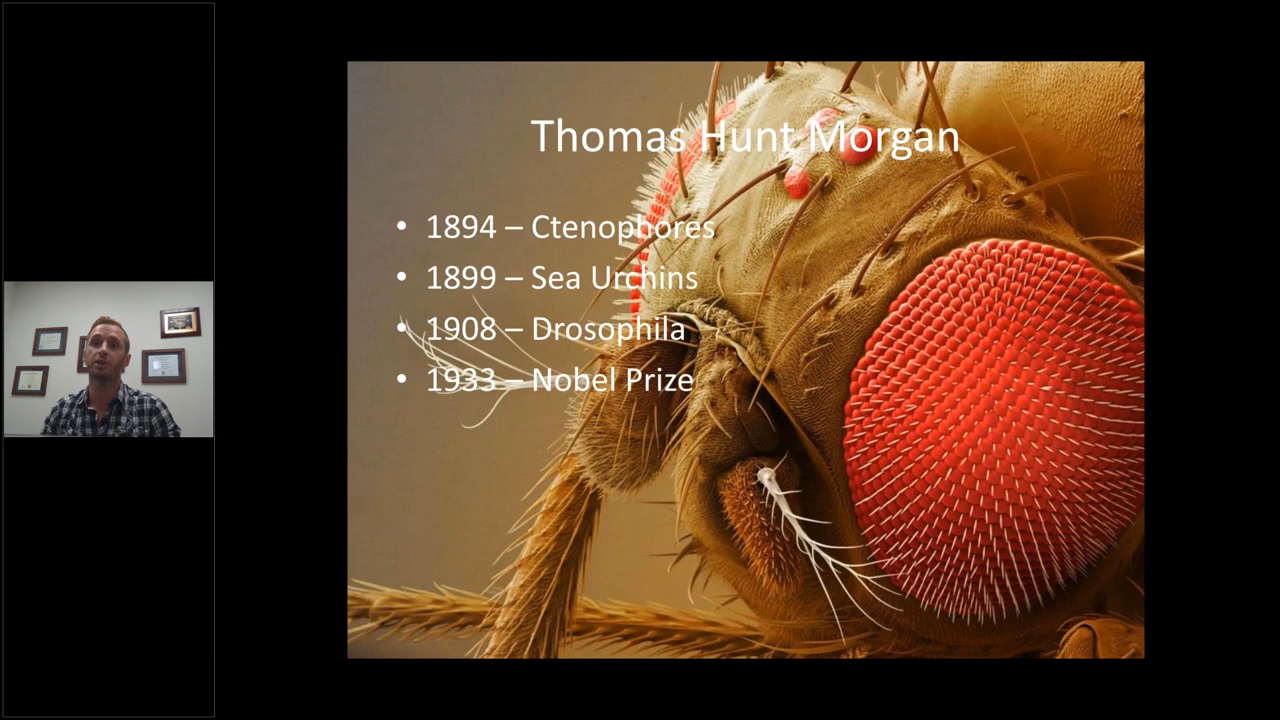 Thomas Hunt Morgan
• 1894 – Ctenophores
• 1899 – Sea Urchins
• 1908 – Drosophila
• 1933 – Nobel Prize